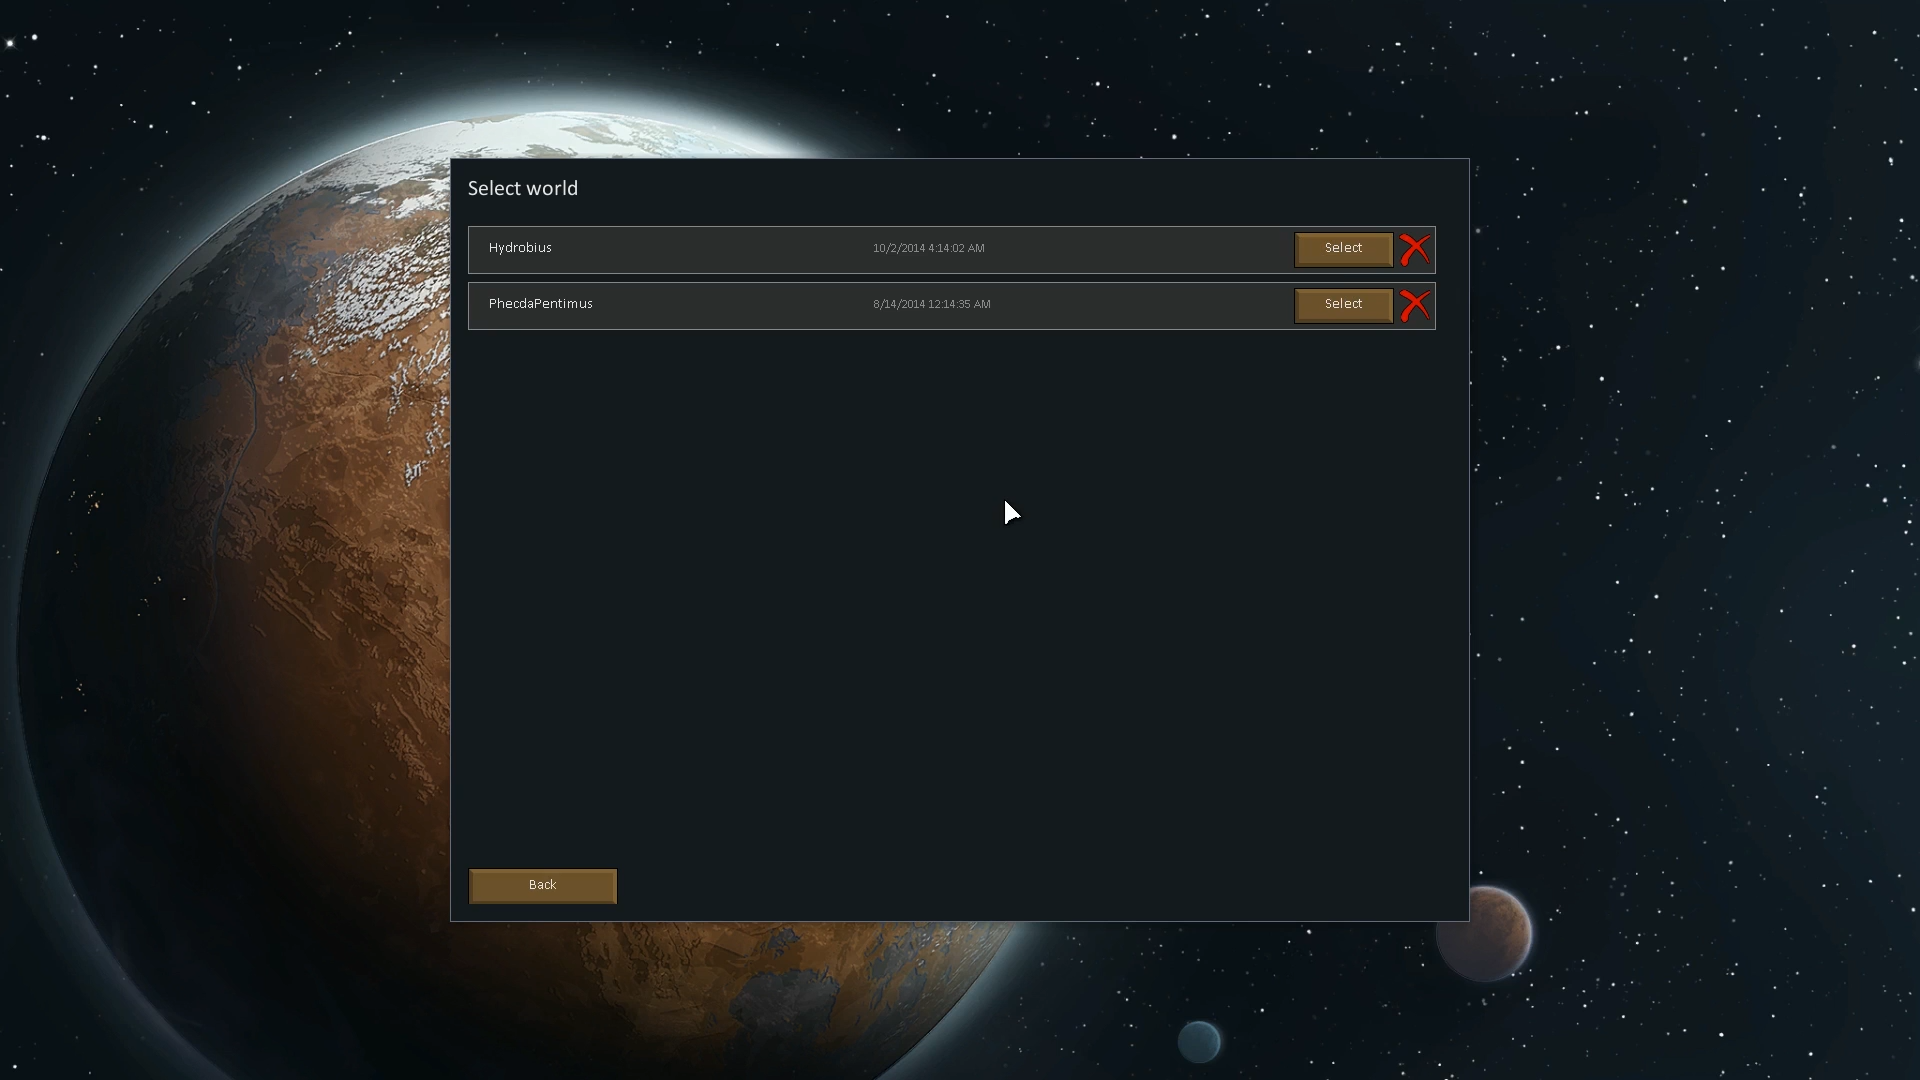 Select world
Hydrobius 10/2/2014 4:14:02 AM Select
PhecdaPentimus 8/14/2014 12:14:35 AM Select
Back